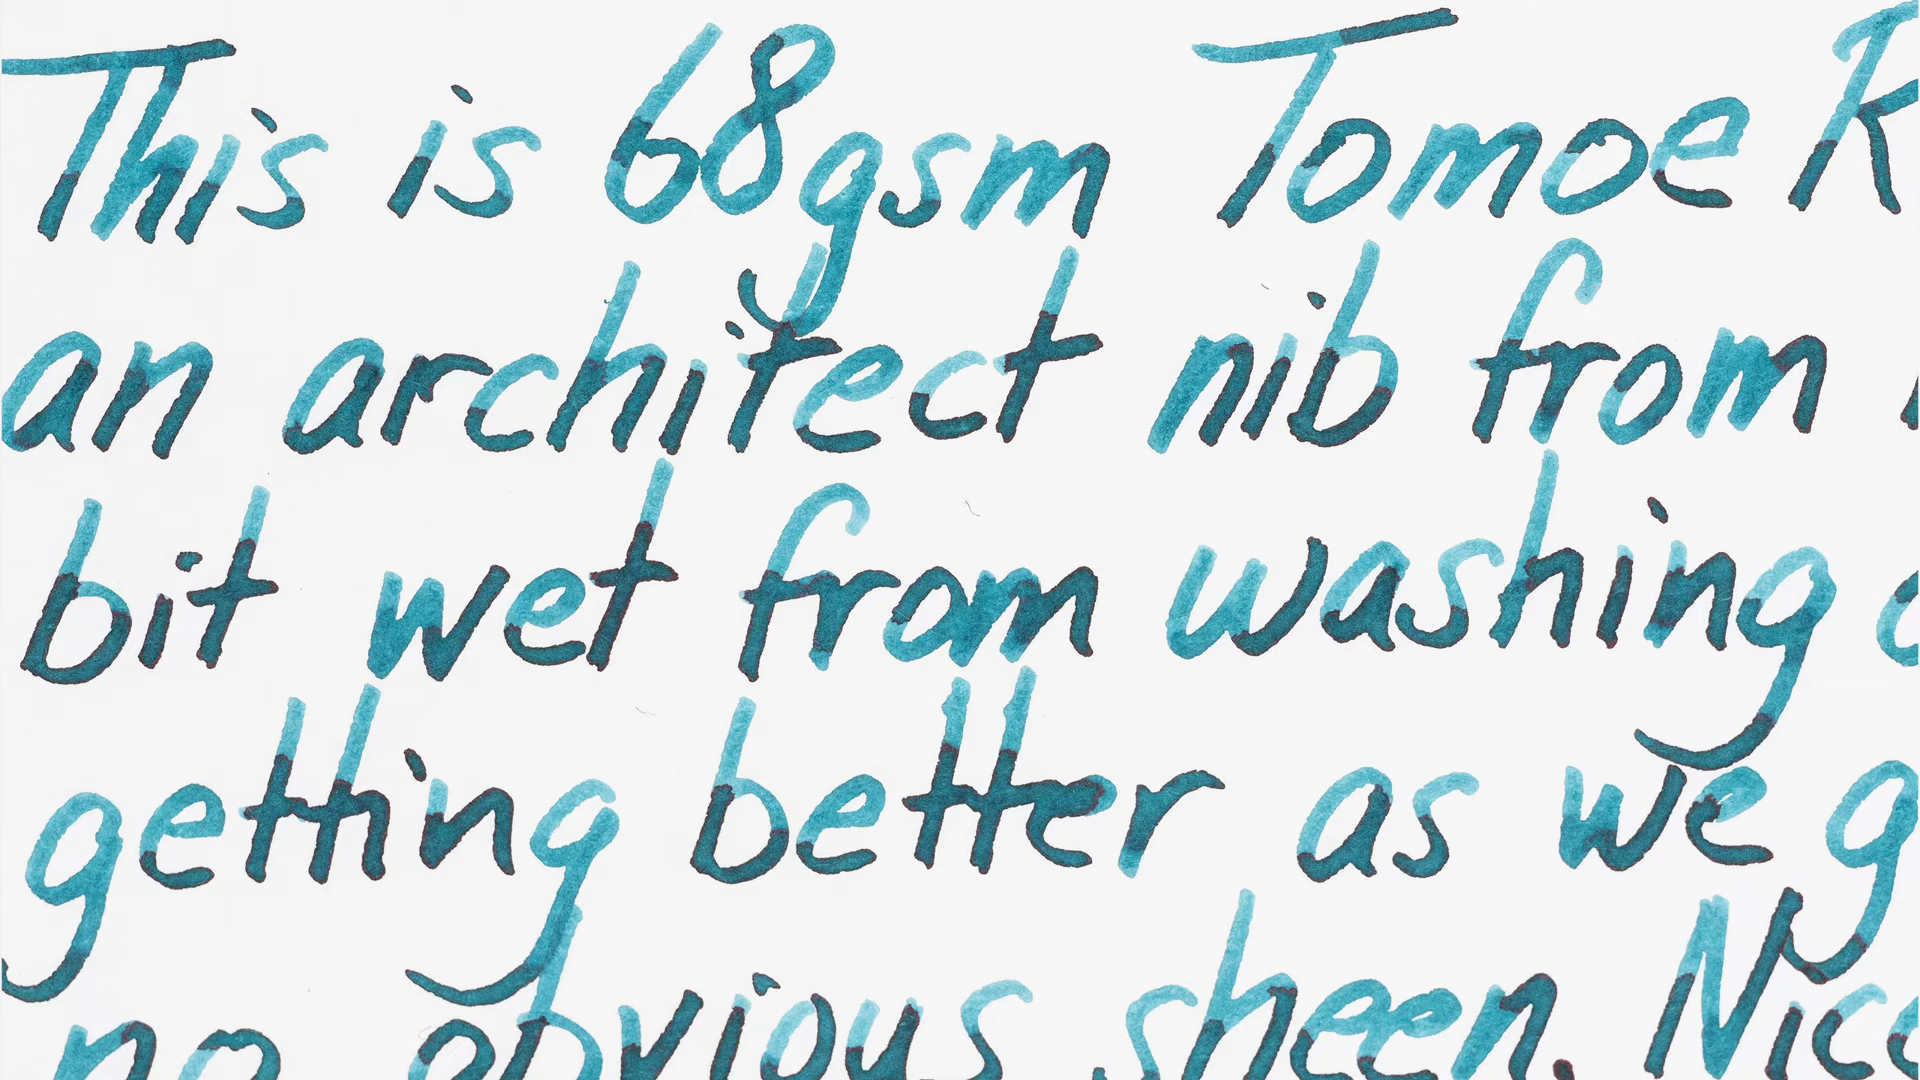 This is 68gsm Tomoe R
an architect nib from
bit wet from washing
getting better as we g
no obvious sheen. Nice